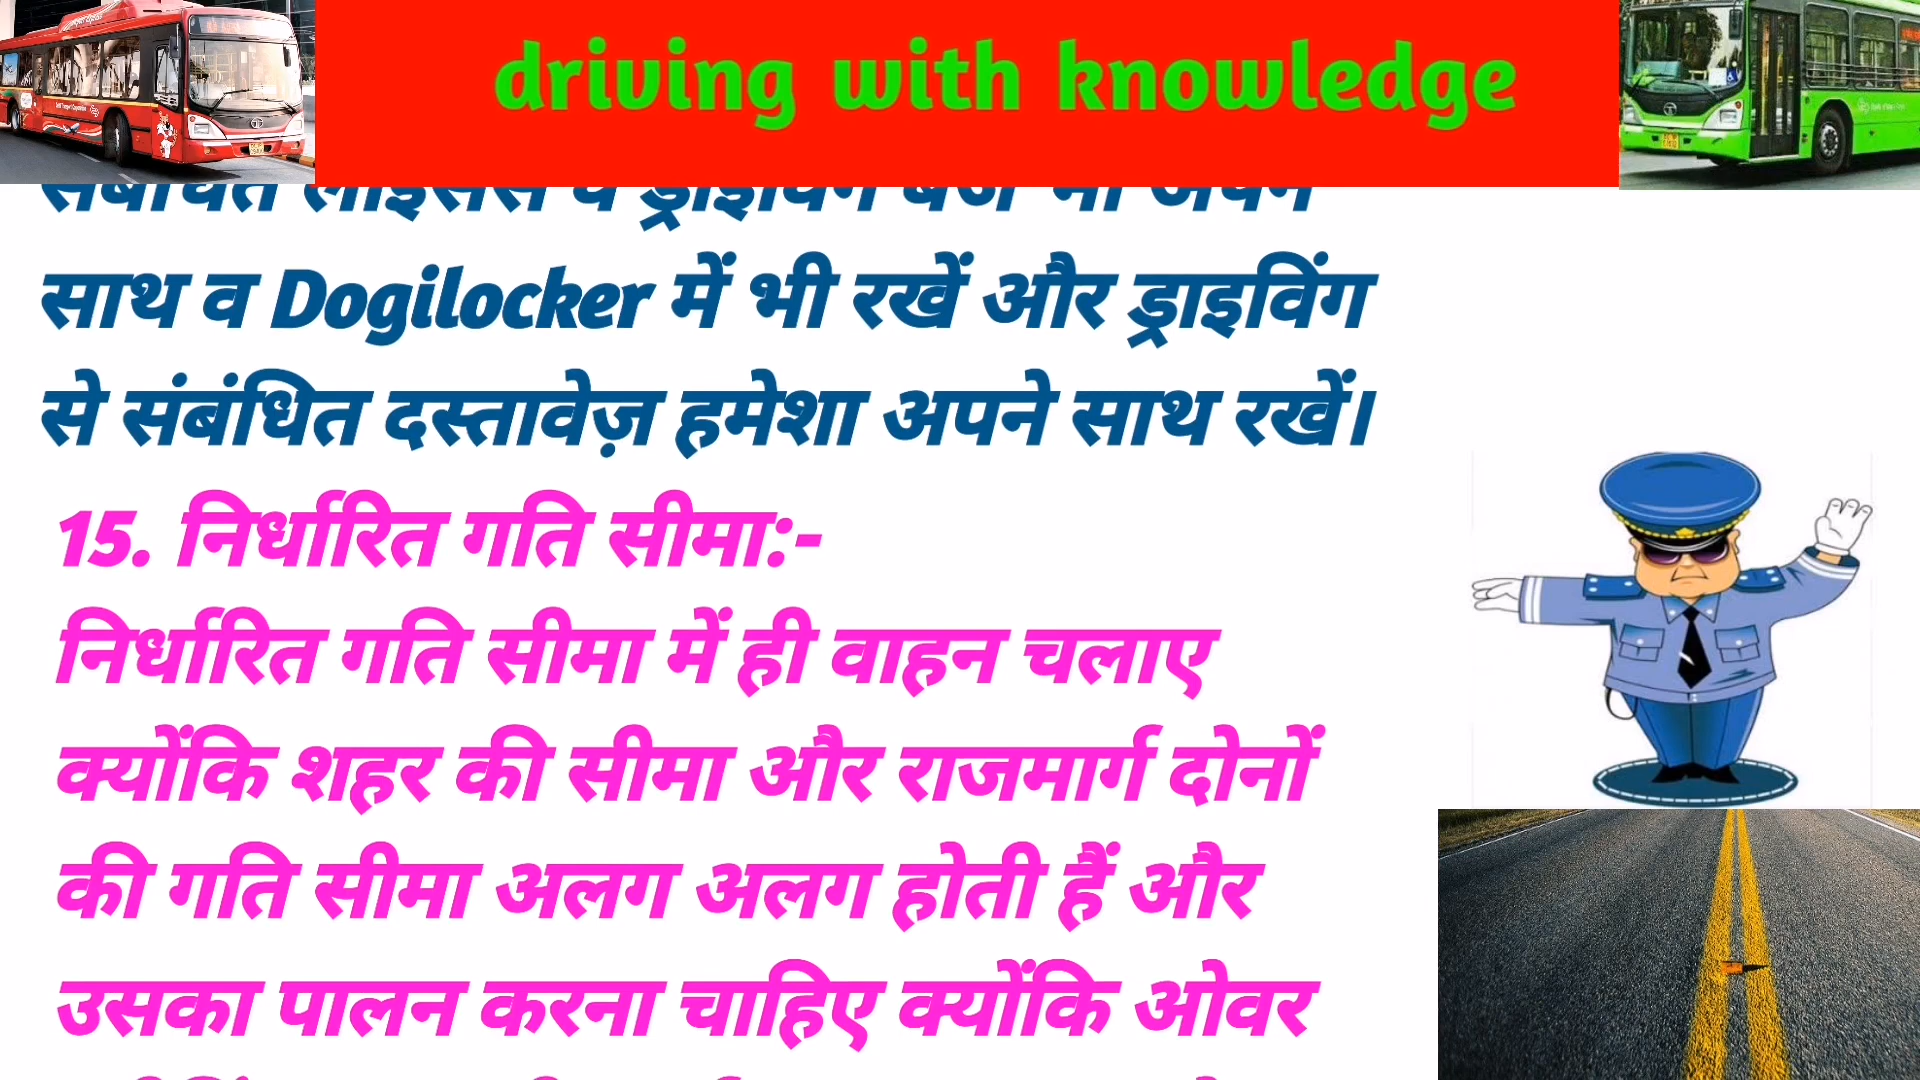 driving with knowledge
साथ व Dogilocker में भी रखें और ड्राइविंग
से संबंधित दस्तावेज़ हमेशा अपने साथ रखें।
15. निर्धारित गति सीमा:-
निर्धारित गति सीमा में ही वाहन चलाए
क्योंकि शहर की सीमा और राजमार्ग दोनों
की गति सीमा अलग अलग होती हैं और
उसका पालन करना चाहिए क्योंकि ओवर